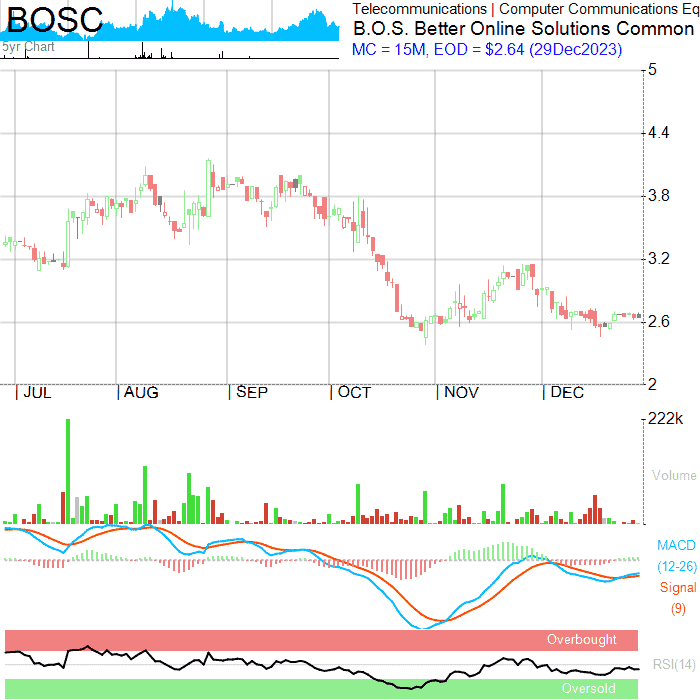 BOSC
5yr Chart
Telecommunications | Computer Communications Eq
B.O.S. Better Online Solutions Common
MC = 15M, EOD = $2.64 (29Dec2023)
5
4.4
3.8
3.2
2.6
2
JUL
AUG
SEP
OCT
NOV
DEC
222k
Volume
MACD
(12-26)
Signal
(9)
Overbought
RSI(14)
Oversold